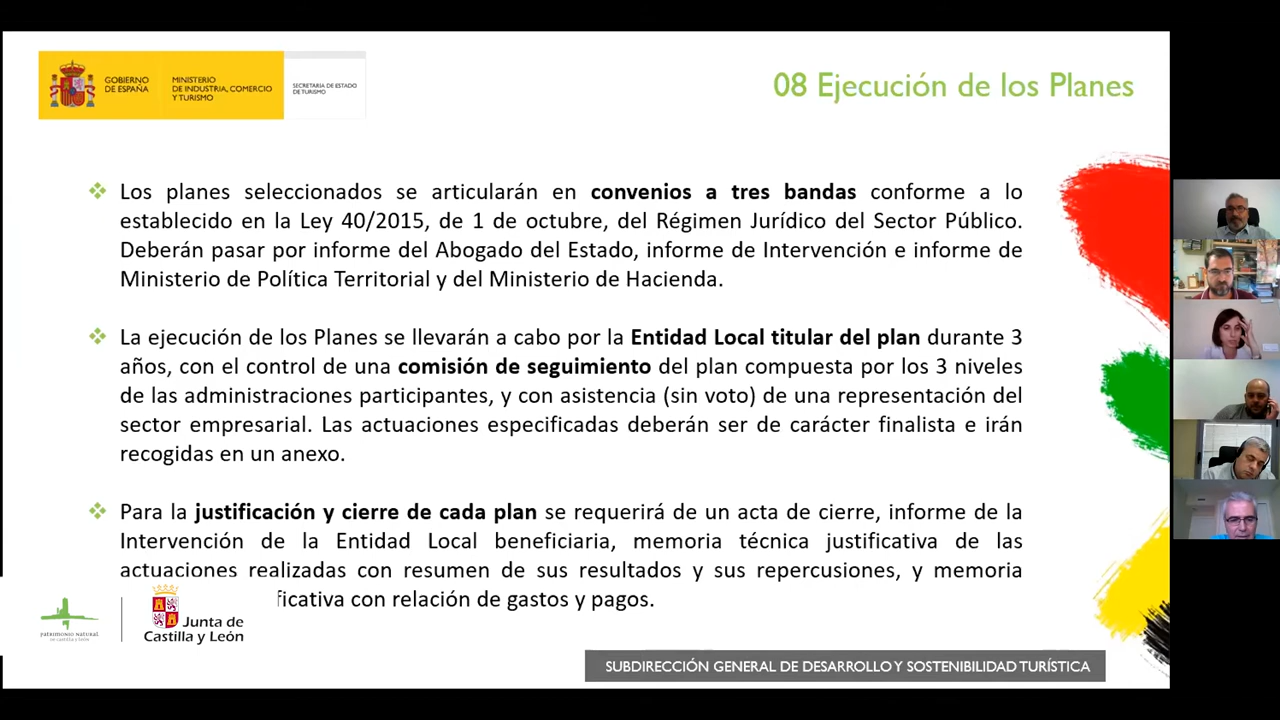 GOBIERNO
DE ESPAÑA
MINISTERIO
DE INDUSTRIA, COMERCIO
Y TURISMO
SECRETARIA DE ESTADO
DE TURISMO
08 Ejecución de los Planes
Los planes seleccionados se articularán en convenios a tres bandas conforme a lo
establecido en la Ley 40/2015, de 1 de octubre, del Régimen Jurídico del Sector Público.
Deberán pasar por informe del Abogado del Estado, informe de Intervención e informe de
Ministerio de Política Territorial y del Ministerio de Hacienda.
La ejecución de los Planes se llevarán a cabo por la Entidad Local titular del plan durante 3
años, con el control de una comisión de seguimiento del plan compuesta por los 3 niveles
de las administraciones participantes, y con asistencia (sin voto) de una representación del
sector empresarial. Las actuaciones especificadas deberán ser de carácter finalista e irán
recogidas en un anexo.
Para la justificación y cierre de cada plan se requerirá de un acta de cierre, informe de la
Intervención de la Entidad Local beneficiaria, memoria técnica justificativa de las
actuaciones realizadas con resumen de sus resultados y sus repercusiones, y memoria
ificativa con relación de gastos y pagos.
PATRIMONIO NATURAL
de castilla y león
Junta de
Castilla y León
SUBDIRECCIÓN GENERAL DE DESARROLLO Y SOSTENIBILIDAD TURÍSTICA